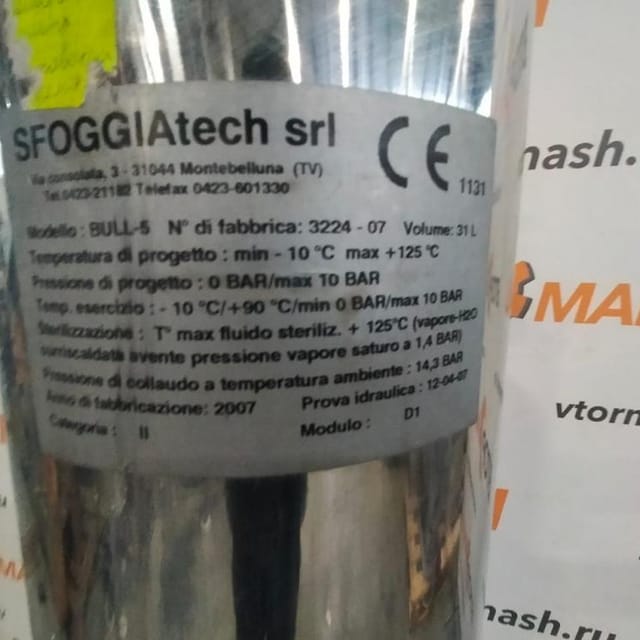 SFOGGIAtech srl
CE 1131
Via consolata, 3 - 31044 Montebelluna (TV)
Tel.0423-21182 Telefax 0423-601330
Modello : BULL-5 N° di fabbrica: 3224 - 07 Volume: 31 L
Temperatura di progetto : min - 10 °C max +125 °C
Pressione di progetto : 0 BAR/max 10 BAR
Temp. esercizio : - 10 °C/+90 °C/min 0 BAR/max 10 BAR
Sterilizzazione : T° max fluido steriliz. + 125°C (vapore-H2O
surriscaldata avente pressione vapore saturo a 1,4 BAR)
Pressione di collaudo a temperatura ambiente : 14,3 BAR
Anno di fabbricazione: 2007 Prova idraulica : 12-04-07
Categoria : II Modulo : D1
mash.
MA
vtorn
mash.ru
MA